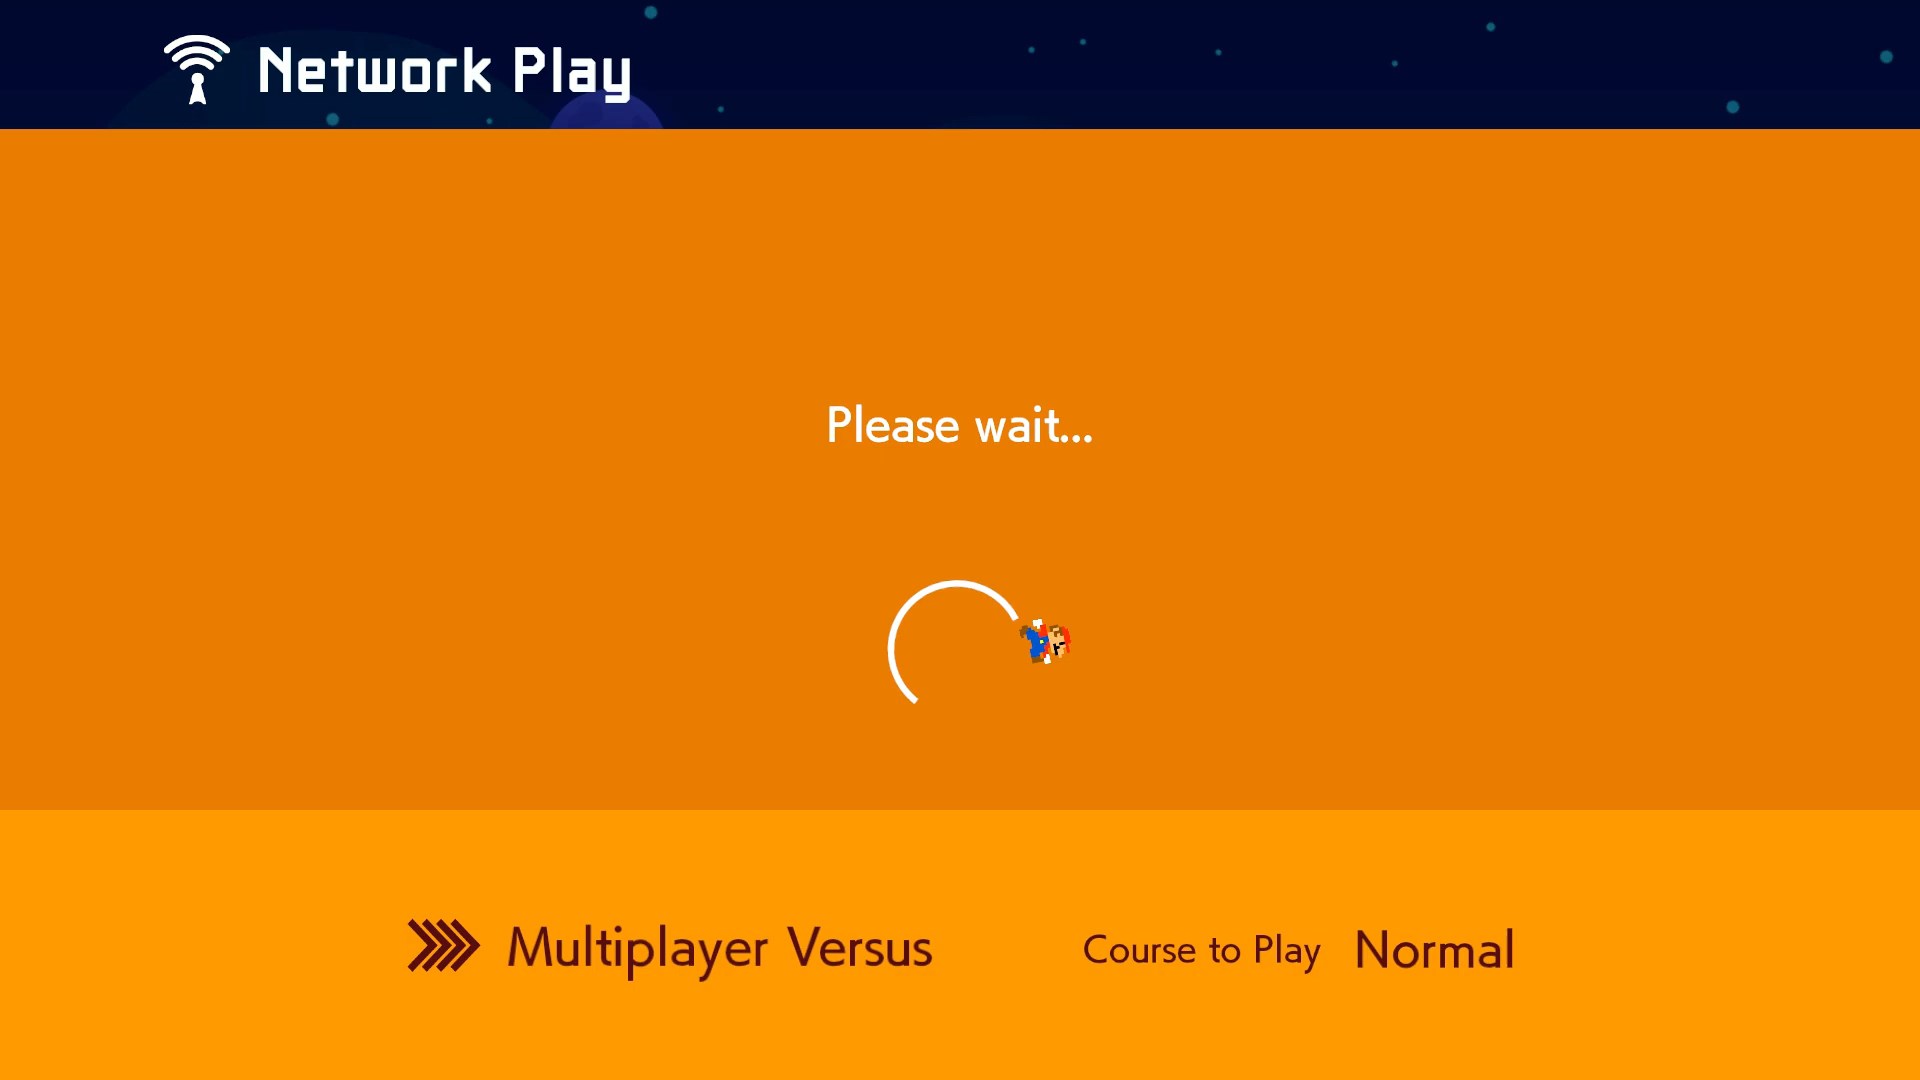 Network Play
Please wait...
Multiplayer Versus
Course to Play Normal